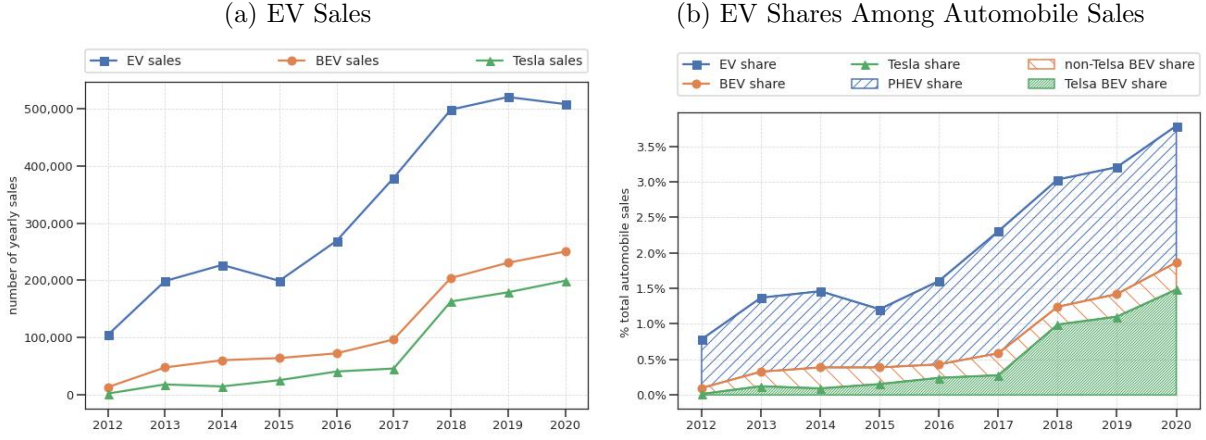 (a) EV Sales
EV sales BEV sales Tesla sales
number of yearly sales
500,000
400,000
300,000
200,000
100,000
0
2012 2013 2014 2015 2016 2017 2018 2019 2020
(b) EV Shares Among Automobile Sales
EV share Tesla share non-Telsa BEV share
BEV share PHEV share Telsa BEV share
% total automobile sales
3.5%
3.0%
2.5%
2.0%
1.5%
1.0%
0.5%
0.0%
2012 2013 2014 2015 2016 2017 2018 2019 2020